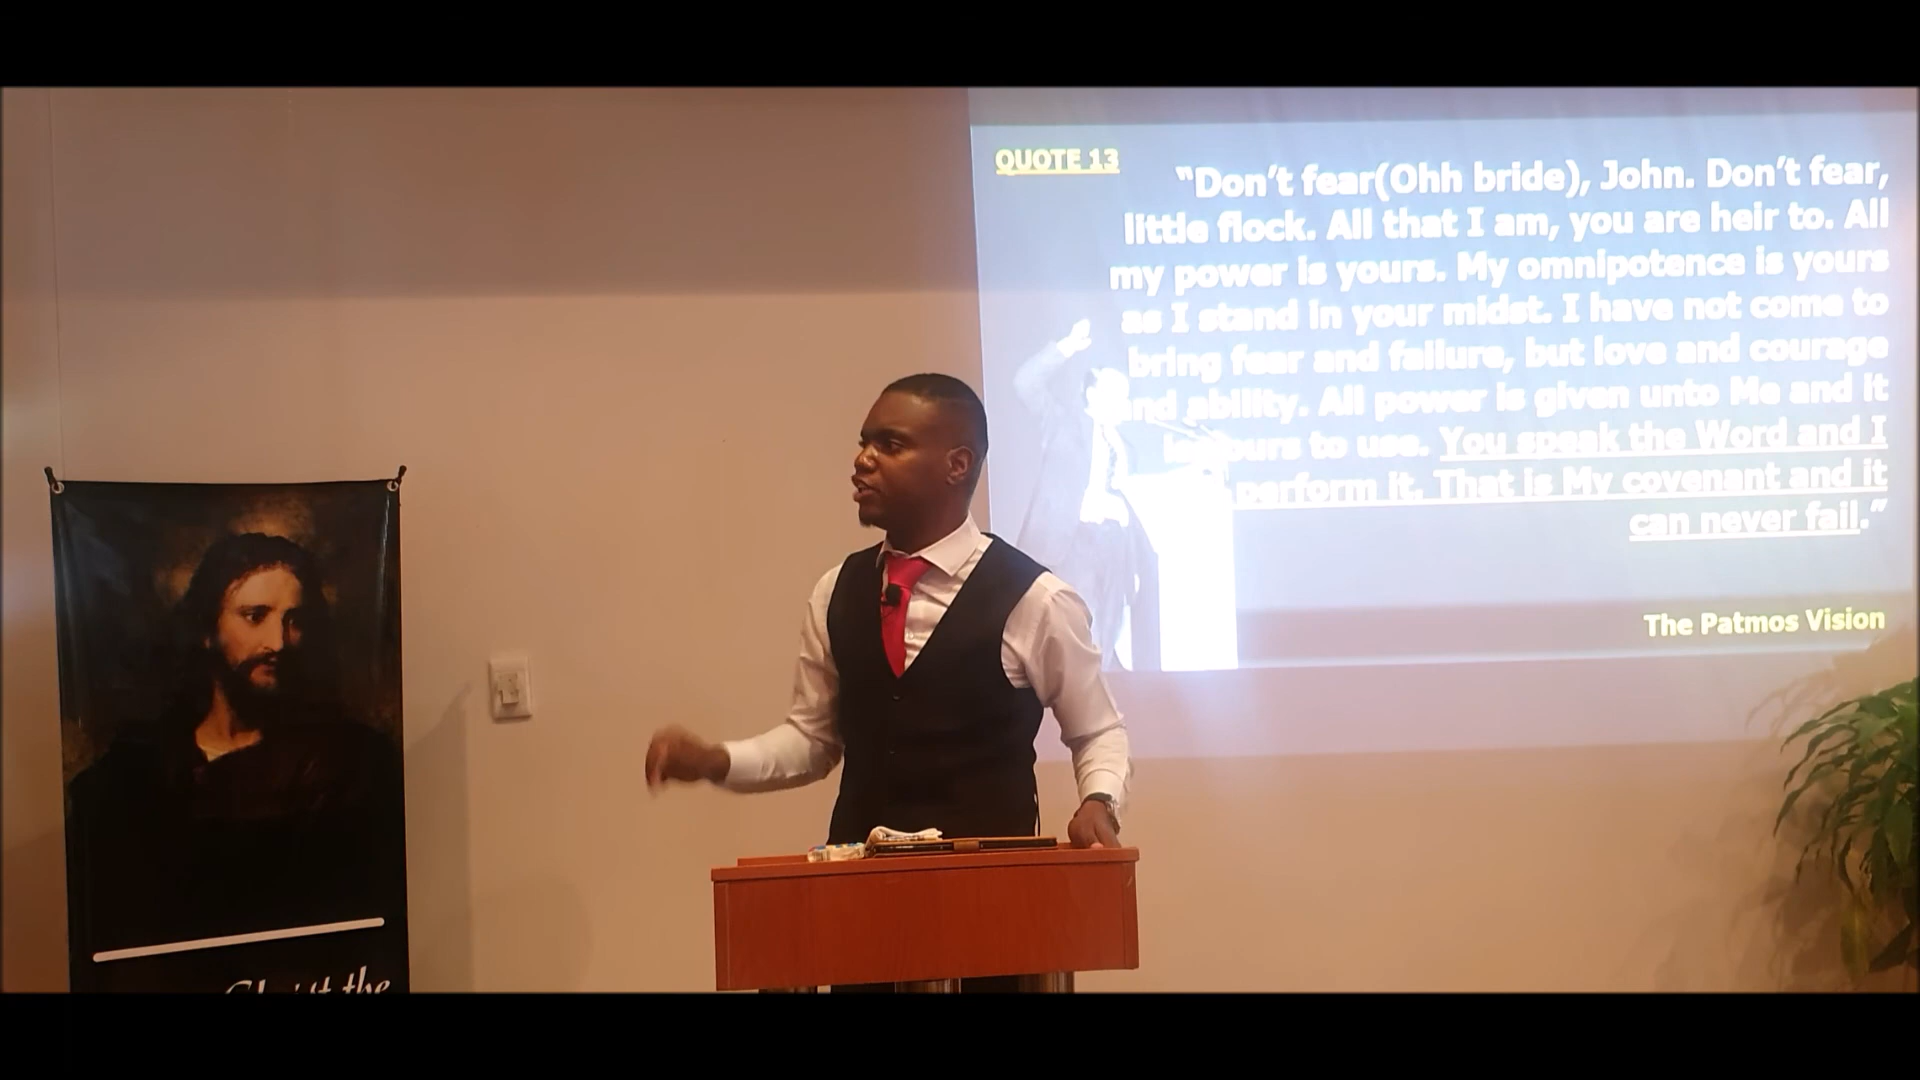 QUOTE 13
"Don't fear(Ohh bride), John. Don't fear,
little flock. All that I am, you are heir to. All
my power is yours. My omnipotence is yours
as I stand in your midst. I have not come to
bring fear and failure, but love and courage
and ability. All power is given unto Me and it
is yours to use. You speak the Word and I
perform it. That is My covenant and it
can never fail."
The Patmos Vision
Christ the